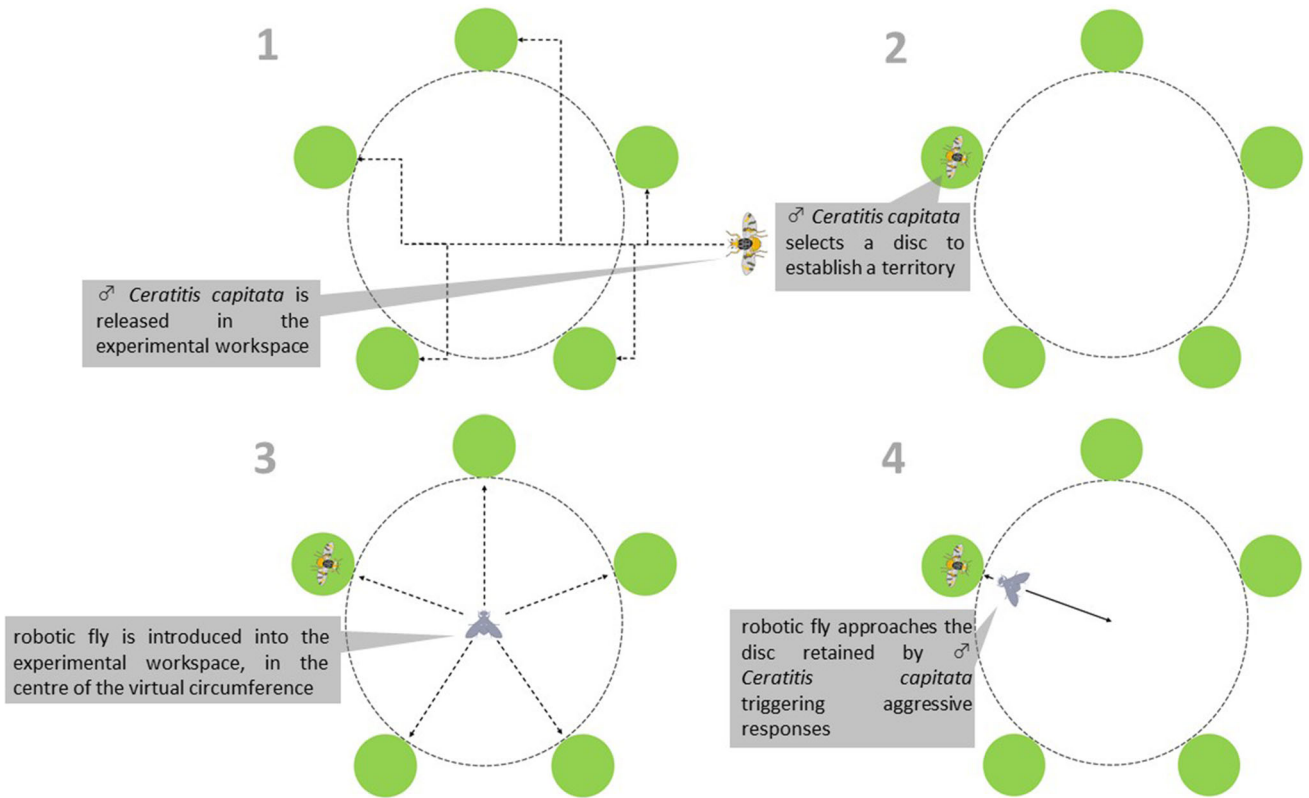 1
♂ Ceratitis capitata is
released in the
experimental workspace
2
♂ Ceratitis capitata
selects a disc to
establish a territory
3
robotic fly is introduced into the
experimental workspace, in the
centre of the virtual circumference
4
robotic fly approaches the
disc retained by ♂
Ceratitis capitata
triggering aggressive
responses